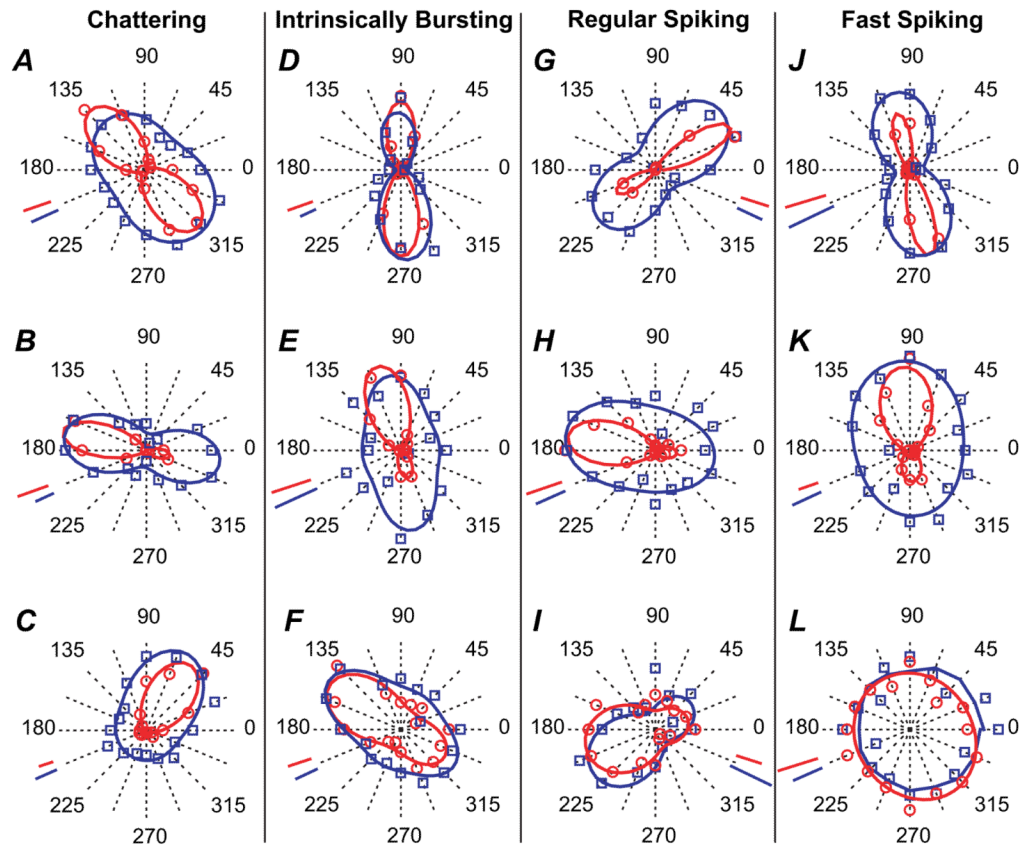 Chattering Intrinsically Bursting Regular Spiking Fast Spiking
A 90 D 90 G 90 J 90
135 45 135 45 135 45 135 45
180 0 180 0 180 0 180 0
225 315 225 315 225 315 225 315
270 270 270 270
B 90 E 90 H 90 K 90
135 45 135 45 135 45 135 45
180 0 180 0 180 0 180 0
225 315 225 315 225 315 225 315
270 270 270 270
C 90 F 90 I 90 L 90
135 45 135 45 135 45 135 45
180 0 180 0 180 0 180 0
225 315 225 315 225 315 225 315
270 270 270 270